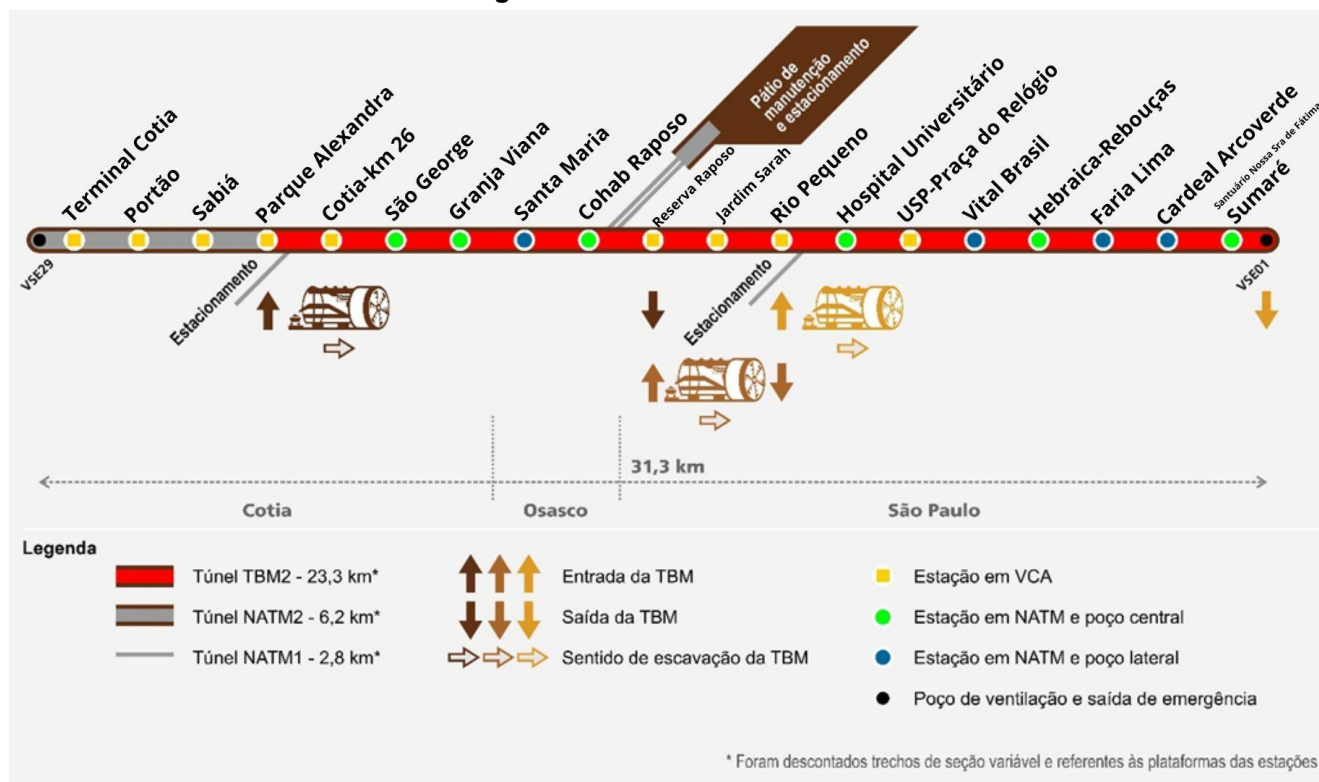 g
Terminal Cotia
Portão
Sabiá
Parque Alexandra
Cotia-km 26
São George
Granja Viana
Santa Maria
Cohab Raposo
Pátio de
manutenção
e estacionamento
Reserva Raposo
Jardim Sarah
Rio Pequeno
Hospital Universitário
USP-Praça do Relógio
Vital Brasil
Hebraica-Rebouças
Faria Lima
Cardeal Arcoverde
Santuário Nossa Sra de Fátima
Sumaré
VSE29
Estacionamento
Estacionamento
VSE01
31,3 km
Cotia
Osasco
São Paulo
Legenda
Túnel TBM2 - 23,3 km*
Túnel NATM2 - 6,2 km*
Túnel NATM1 - 2,8 km*
Entrada da TBM
Saída da TBM
Sentido de escavação da TBM
Estação em VCA
Estação em NATM e poço central
Estação em NATM e poço lateral
Poço de ventilação e saída de emergência
* Foram descontados trechos de seção variável e referentes às plataformas das estações